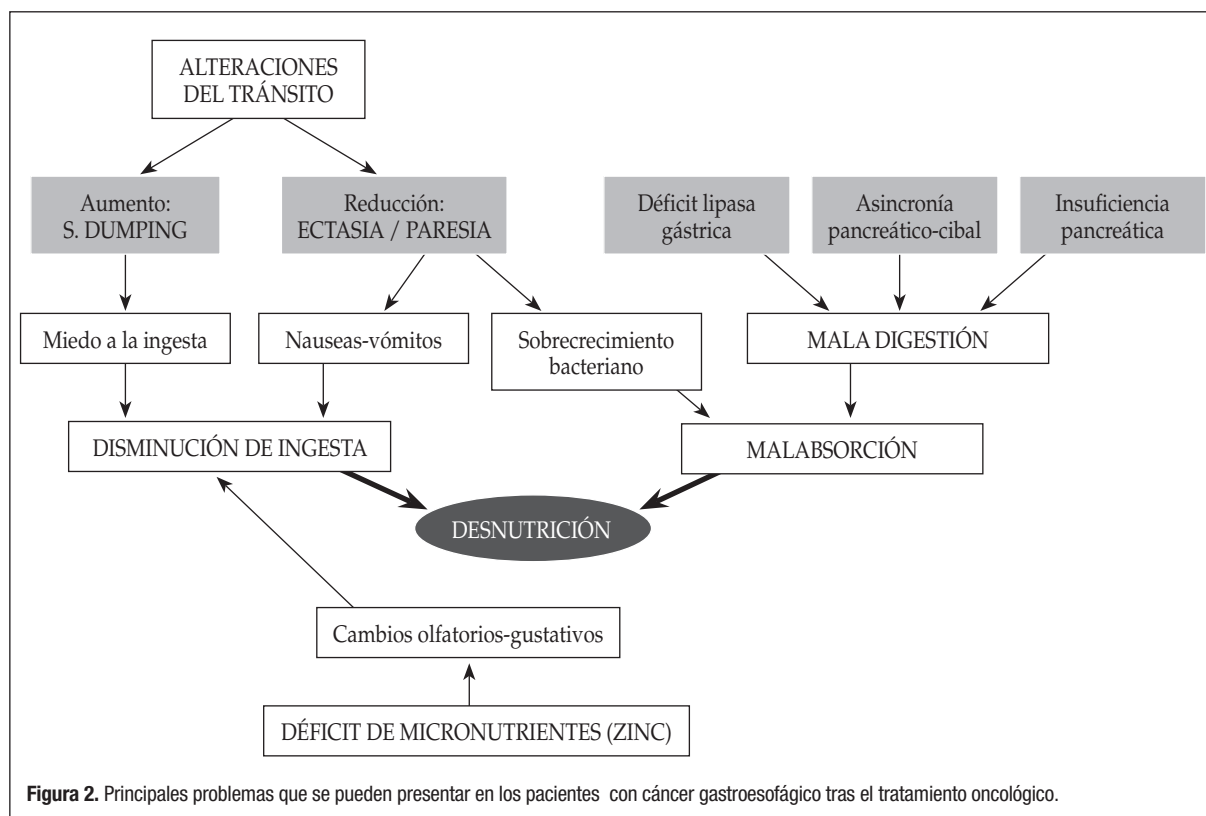 ALTERACIONES
DEL TRÁNSITO
Aumento:
S. DUMPING
Reducción:
ECTASIA / PARESIA
Déficit lipasa
gástrica
Asincronía
pancreático-cibal
Insuficiencia
pancreática
Miedo a la ingesta
Nauseas-vómitos
Sobrecrecimiento
bacteriano
MALA DIGESTIÓN
DISMINUCIÓN DE INGESTA
MALABSORCIÓN
DESNUTRICIÓN
Cambios olfatorios-gustativos
DÉFICIT DE MICRONUTRIENTES (ZINC)
Figura 2. Principales problemas que se pueden presentar en los pacientes con cáncer gastroesofágico tras el tratamiento oncológico.